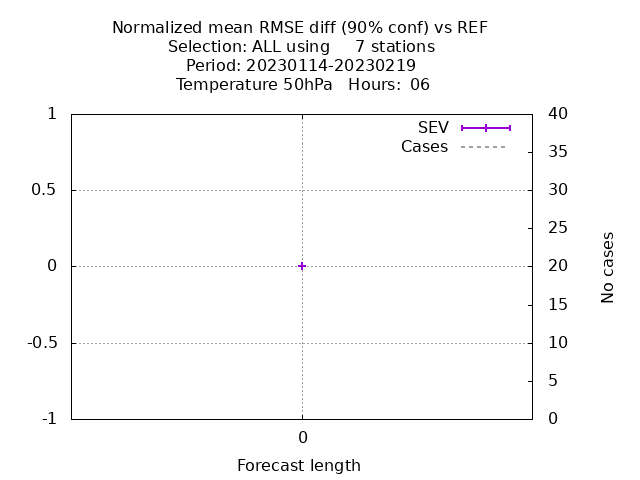 Normalized mean RMSE diff (90% conf) vs REF
Selection: ALL using     7 stations
Period: 20230114-20230219
Temperature 50hPa   Hours:  06
SEV
Cases
1
0.5
0
-0.5
-1
40
35
30
25
20
15
10
5
0
No cases
0
Forecast length